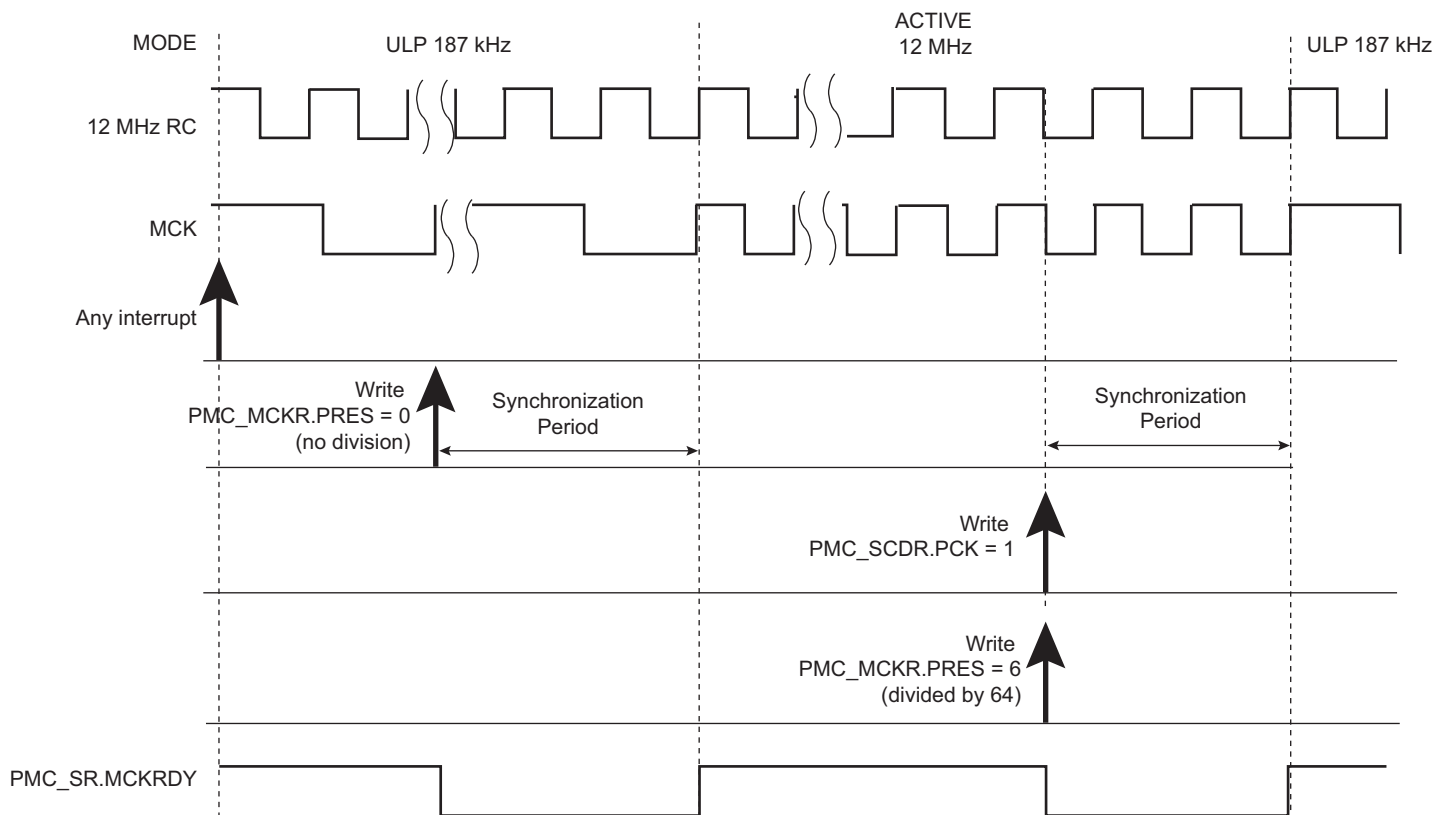 MODE
ULP 187 kHz
ACTIVE
12 MHz
ULP 187 kHz
12 MHz RC
MCK
Any interrupt
Write
PMC_MCKR.PRES = 0
(no division)
Synchronization
Period
Synchronization
Period
Write
PMC_SCDR.PCK = 1
Write
PMC_MCKR.PRES = 6
(divided by 64)
PMC_SR.MCKRDY